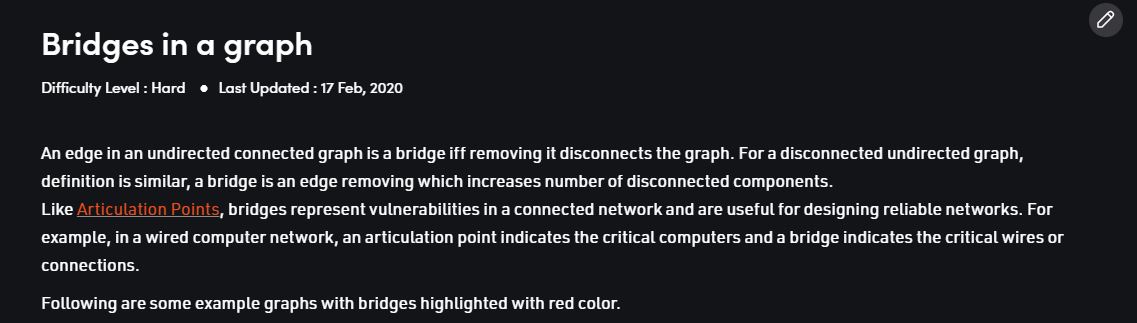 Bridges in a graph
Difficulty Level : Hard ● Last Updated : 17 Feb, 2020
An edge in an undirected connected graph is a bridge iff removing it disconnects the graph. For a disconnected undirected graph,
definition is similar, a bridge is an edge removing which increases number of disconnected components.
Like Articulation Points, bridges represent vulnerabilities in a connected network and are useful for designing reliable networks. For
example, in a wired computer network, an articulation point indicates the critical computers and a bridge indicates the critical wires or
connections.
Following are some example graphs with bridges highlighted with red color.